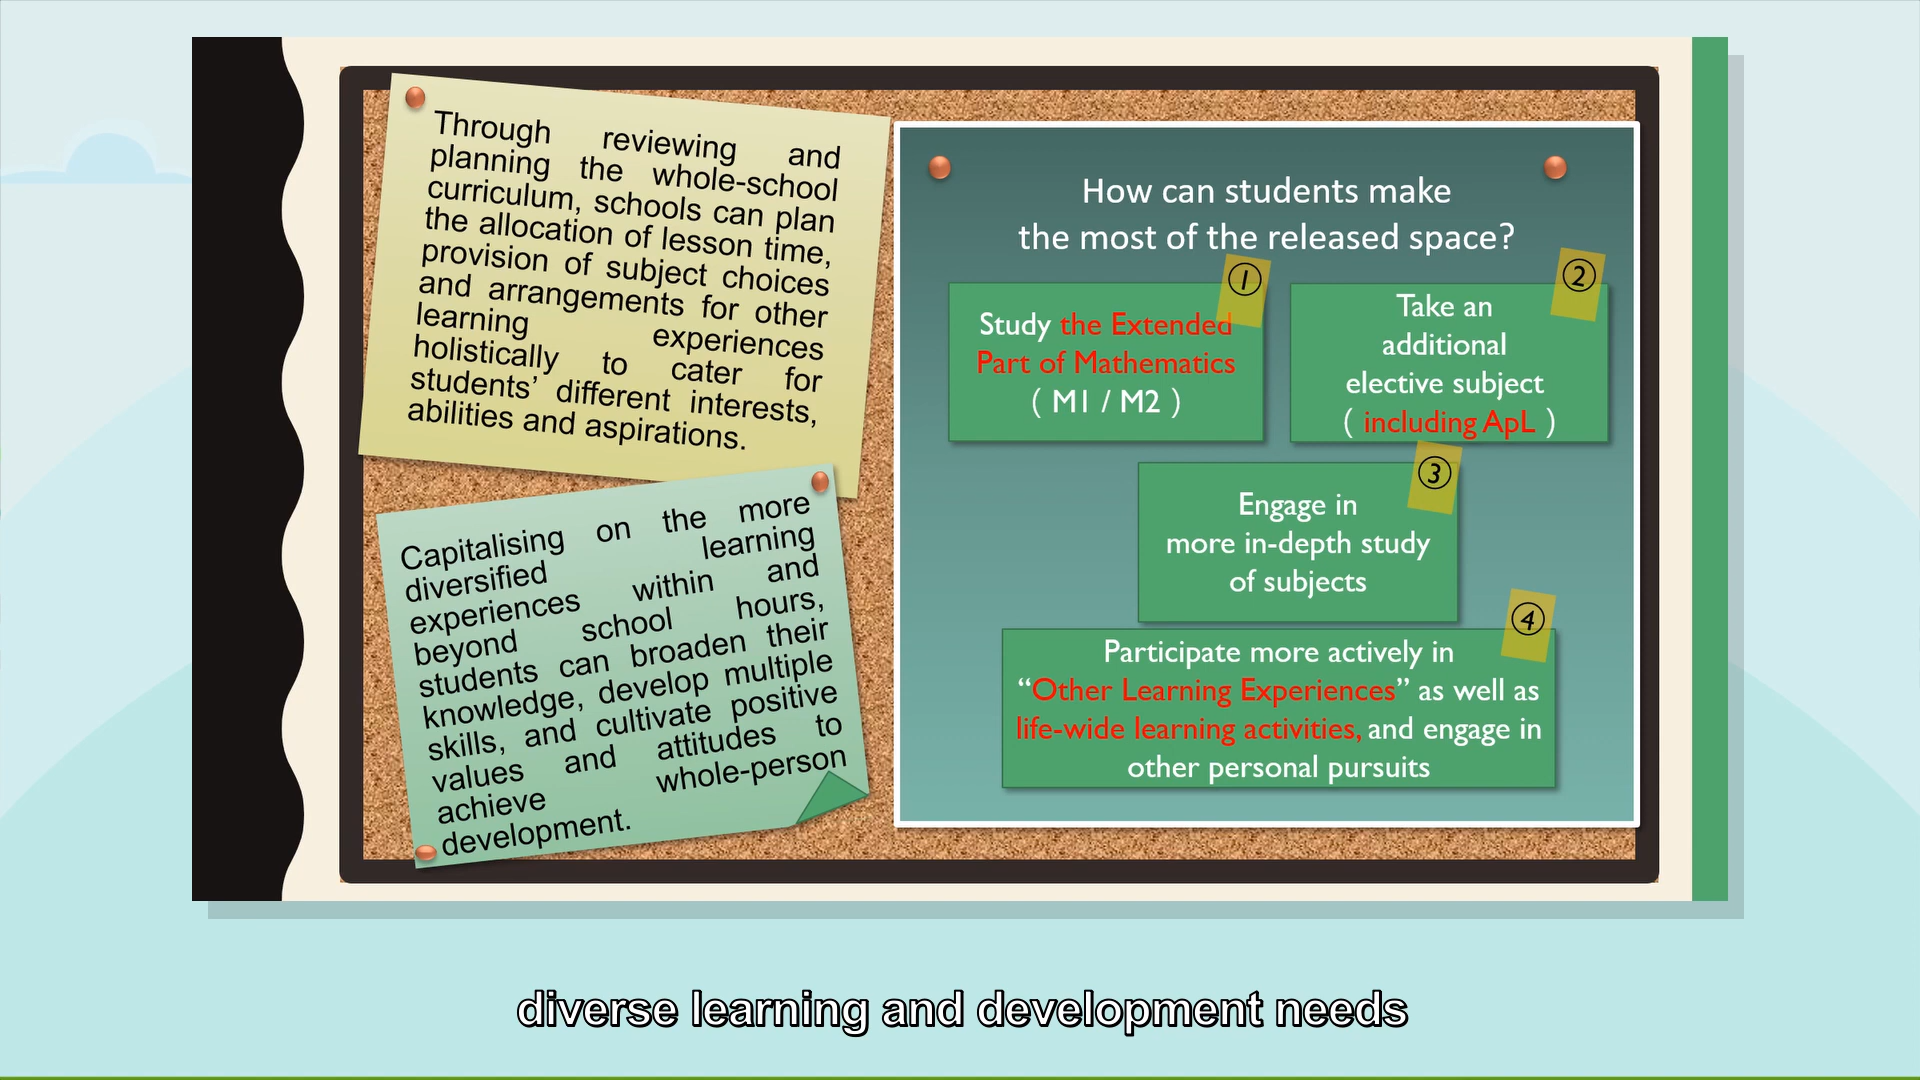 Through reviewing and
planning the whole-school
curriculum, schools can plan
the allocation of lesson time,
provision of subject choices
and arrangements for other
learning experiences
holistically to cater for
students’ different interests,
abilities and aspirations.
Capitalising on the more
diversified learning
experiences within and
beyond school hours,
students can broaden their
knowledge, develop multiple
skills, and cultivate positive
values and attitudes to
achieve whole-person
development.
How can students make
the most of the released space?
①
Study the Extended
Part of Mathematics
( M1 / M2 )
②
Take an
additional
elective subject
( including ApL )
③
Engage in
more in-depth study
of subjects
④
Participate more actively in
“Other Learning Experiences” as well as
life-wide learning activities, and engage in
other personal pursuits
diverse learning and development needs